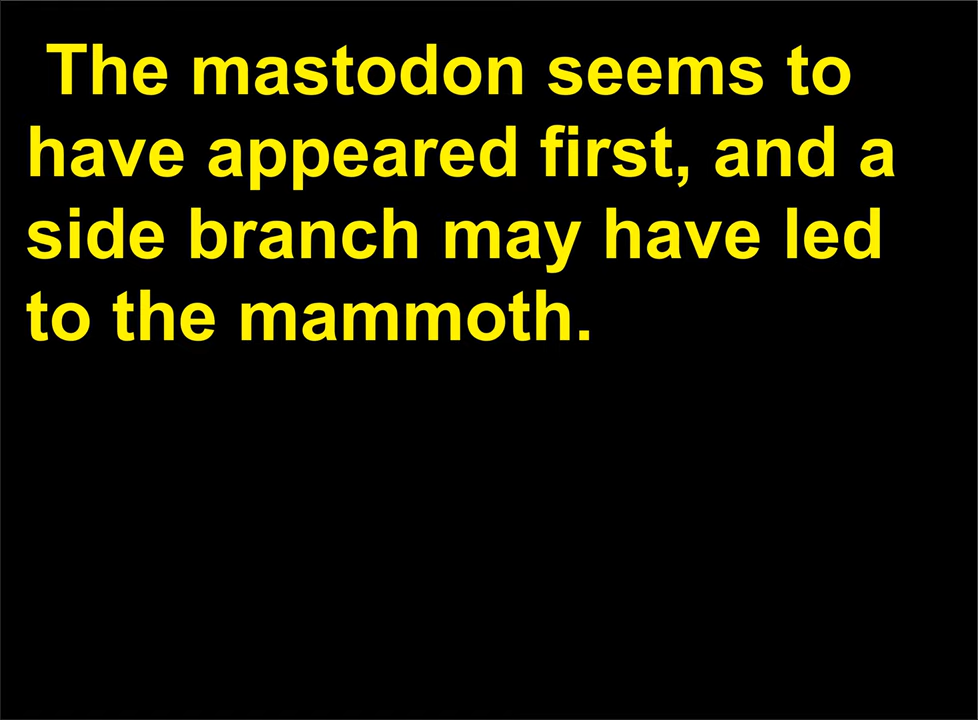 The mastodon seems to
have appeared first, and a
side branch may have led
to the mammoth.